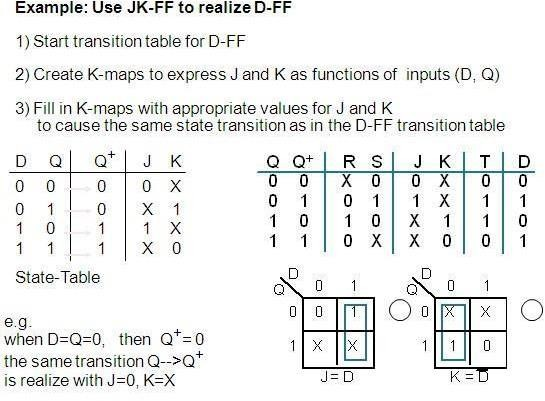 Example: Use JK-FF to realize D-FF
1) Start transition table for D-FF
2) Create K-maps to express J and K as functions of inputs (D, Q)
3) Fill in K-maps with appropriate values for J and K
to cause the same state transition as in the D-FF transition table
D Q Q+ J K
0 0 0 0 X
0 1 0 X 1
1 0 1 1 X
1 1 1 X 0
State-Table
Q Q+ R S J K T D
0 0 X 0 0 X 0 0
0 1 0 1 1 X 1 1
1 0 1 0 X 1 1 0
1 1 0 X X 0 0 1
e.g.
when D=Q=0, then Q+=0
the same transition Q-->Q+
is realize with J=0, K=X
D
Q 0 1
0 0 1
1 X X
J=D
D
Q 0 1
0 X X
1 1 0
K=D̅